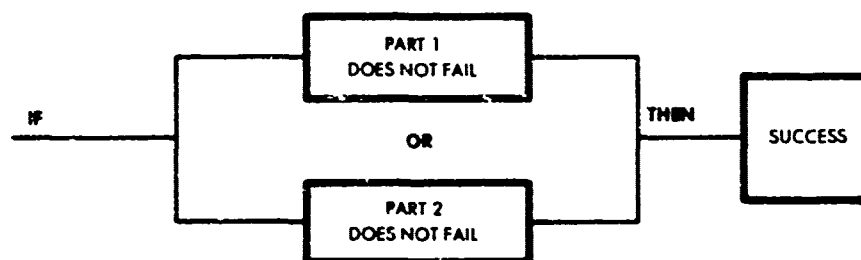 PART 1
DOES NOT FAIL
IF
OR
THEN
SUCCESS
PART 2
DOES NOT FAIL